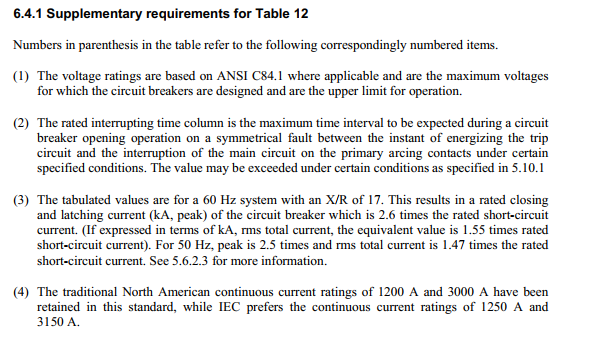 6.4.1 Supplementary requirements for Table 12
Numbers in parenthesis in the table refer to the following correspondingly numbered items.
(1) The voltage ratings are based on ANSI C84.1 where applicable and are the maximum voltages
for which the circuit breakers are designed and are the upper limit for operation.
(2) The rated interrupting time column is the maximum time interval to be expected during a circuit
breaker opening operation on a symmetrical fault between the instant of energizing the trip
circuit and the interruption of the main circuit on the primary arcing contacts under certain
specified conditions. The value may be exceeded under certain conditions as specified in 5.10.1
(3) The tabulated values are for a 60 Hz system with an X/R of 17. This results in a rated closing
and latching current (kA, peak) of the circuit breaker which is 2.6 times the rated short-circuit
current. (If expressed in terms of kA, rms total current, the equivalent value is 1.55 times rated
short-circuit current). For 50 Hz, peak is 2.5 times and rms total current is 1.47 times the rated
short-circuit current. See 5.6.2.3 for more information.
(4) The traditional North American continuous current ratings of 1200 A and 3000 A have been
retained in this standard, while IEC prefers the continuous current ratings of 1250 A and
3150 A.